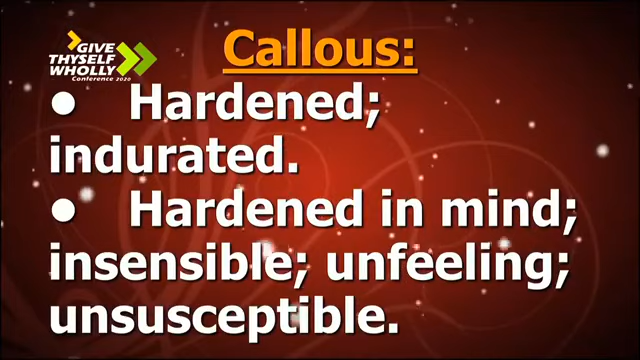 GIVE
THYSELF
WHOLLY
Conference 2020
Callous:
● Hardened;
indurated.
● Hardened in mind;
insensible; unfeeling;
unsusceptible.